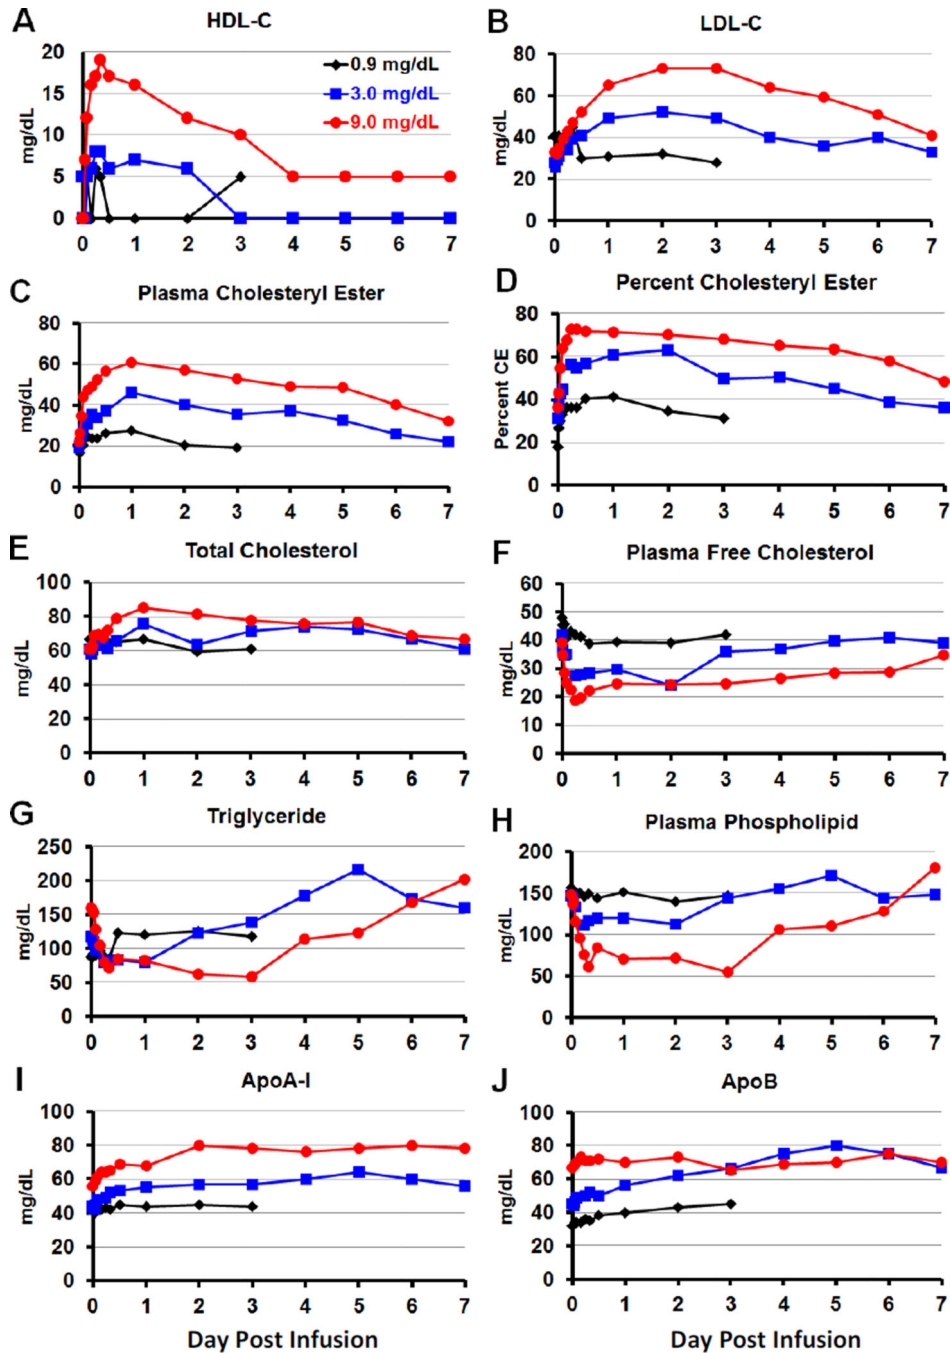 A HDL-C
20
15
10
5
0
mg/dL
0.9 mg/dL
3.0 mg/dL
9.0 mg/dL
0 1 2 3 4 5 6 7
B LDL-C
80
60
40
20
0
mg/dL
0 1 2 3 4 5 6 7
C Plasma Cholesteryl Ester
80
60
40
20
0
mg/dL
0 1 2 3 4 5 6 7
D Percent Cholesteryl Ester
80
60
40
20
0
Percent CE
0 1 2 3 4 5 6 7
E Total Cholesterol
100
80
60
40
20
0
mg/dL
0 1 2 3 4 5 6 7
F Plasma Free Cholesterol
60
50
40
30
20
10
0
mg/dL
0 1 2 3 4 5 6 7
G Triglyceride
250
200
150
100
50
0
mg/dL
0 1 2 3 4 5 6 7
H Plasma Phospholipid
200
150
100
50
0
mg/dL
0 1 2 3 4 5 6 7
I ApoA-I
100
80
60
40
20
0
mg/dL
0 1 2 3 4 5 6 7
Day Post Infusion
J ApoB
100
80
60
40
20
0
mg/dL
0 1 2 3 4 5 6 7
Day Post Infusion